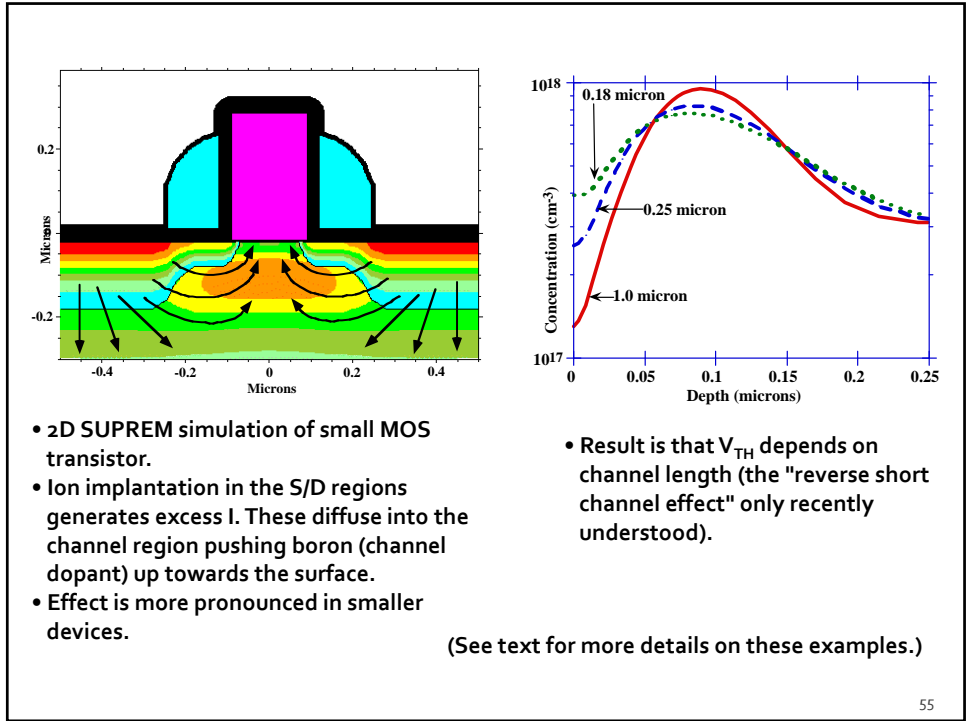 0.2
0
-0.2
Microns
-0.4
-0.2
0
0.2
0.4
Microns
10^18
10^17
Concentration (cm^-3)
0.18 micron
0.25 micron
1.0 micron
0
0.05
0.1
0.15
0.2
0.25
Depth (microns)
• 2D SUPREM simulation of small MOS
transistor.
• Ion implantation in the S/D regions
generates excess I. These diffuse into the
channel region pushing boron (channel
dopant) up towards the surface.
• Effect is more pronounced in smaller
devices.
• Result is that V_TH depends on
channel length (the "reverse short
channel effect" only recently
understood).
(See text for more details on these examples.)
55